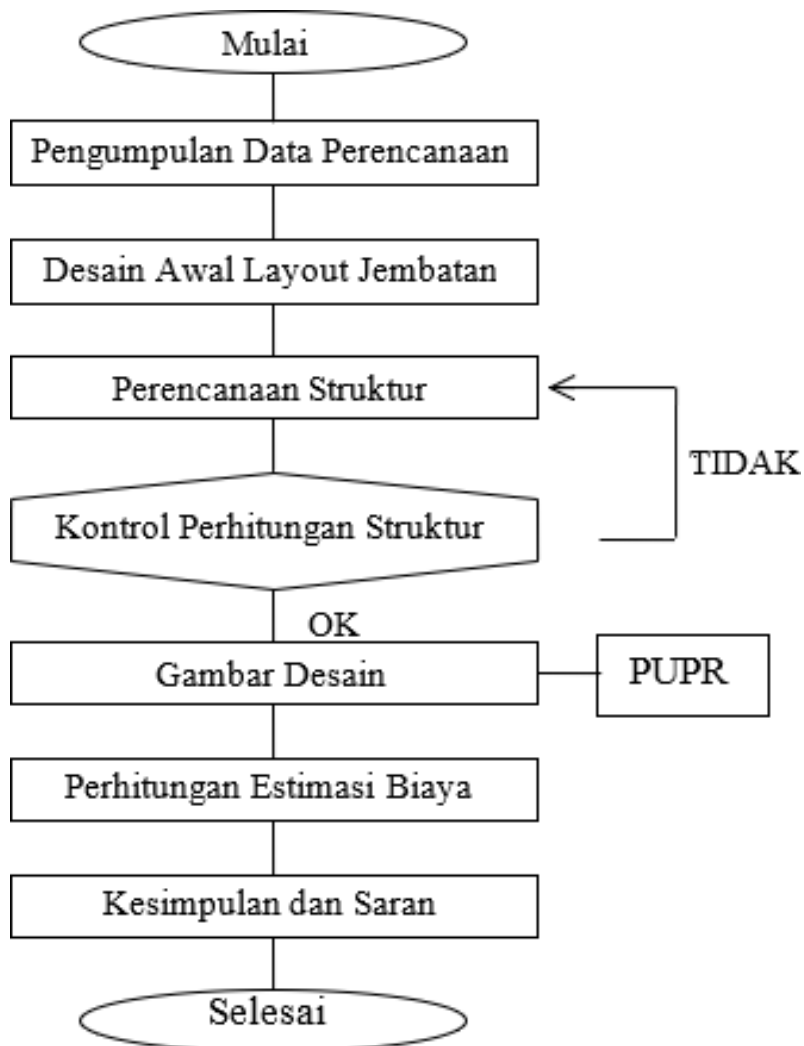 Mulai
Pengumpulan Data Perencanaan
Desain Awal Layout Jembatan
Perencanaan Struktur
TIDAK
Kontrol Perhitungan Struktur
OK
Gambar Desain
PUPR
Perhitungan Estimasi Biaya
Kesimpulan dan Saran
Selesai